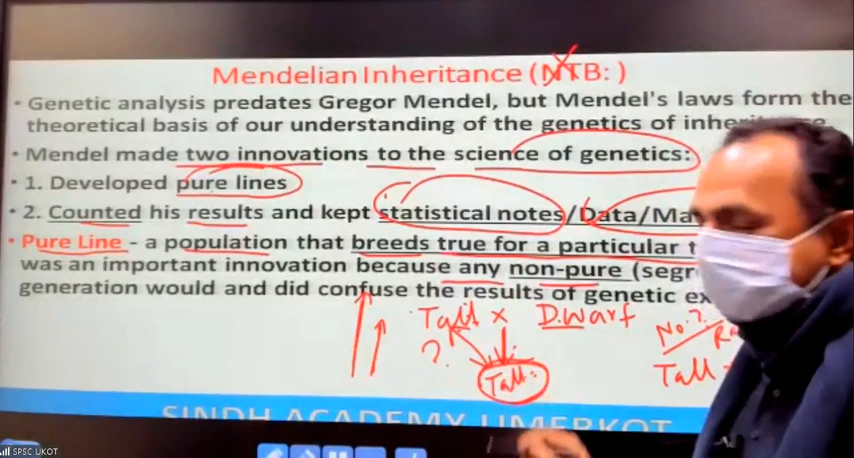 Mendelian Inheritance (NTB: )
• Genetic analysis predates Gregor Mendel, but Mendel's laws form the
theoretical basis of our understanding of the genetics of
• Mendel made two innovations to the science of genetics:
• 1. Developed pure lines
• 2. Counted his results and kept statistical notes/Data/Ma
• Pure Line - a population that breeds true for a particular t
was an important innovation because any non-pure (segr
generation would and did confuse the results of genetic ex
Tall x Dwarf
?
Tall
No. ?
Tall
SINDH ACADEMY UMERKOT
SPSC UKOT